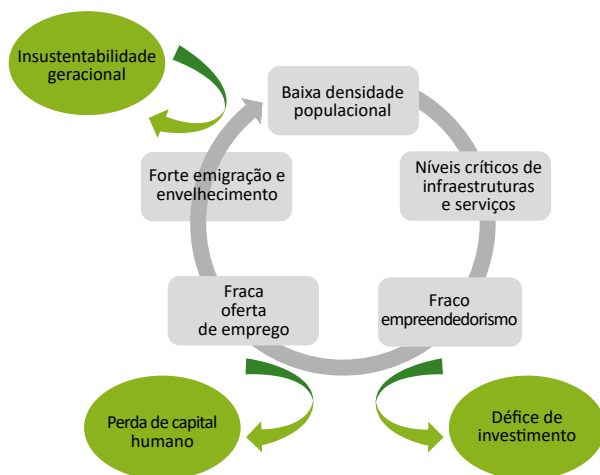 Insustentabilidade
geracional
Baixa densidade
populacional
Níveis críticos de
infraestruturas
e serviços
Fraco
empreendedorismo
Fraca
oferta
de emprego
Forte emigração e
envelhecimento
Perda de capital
humano
Défice de
investimento